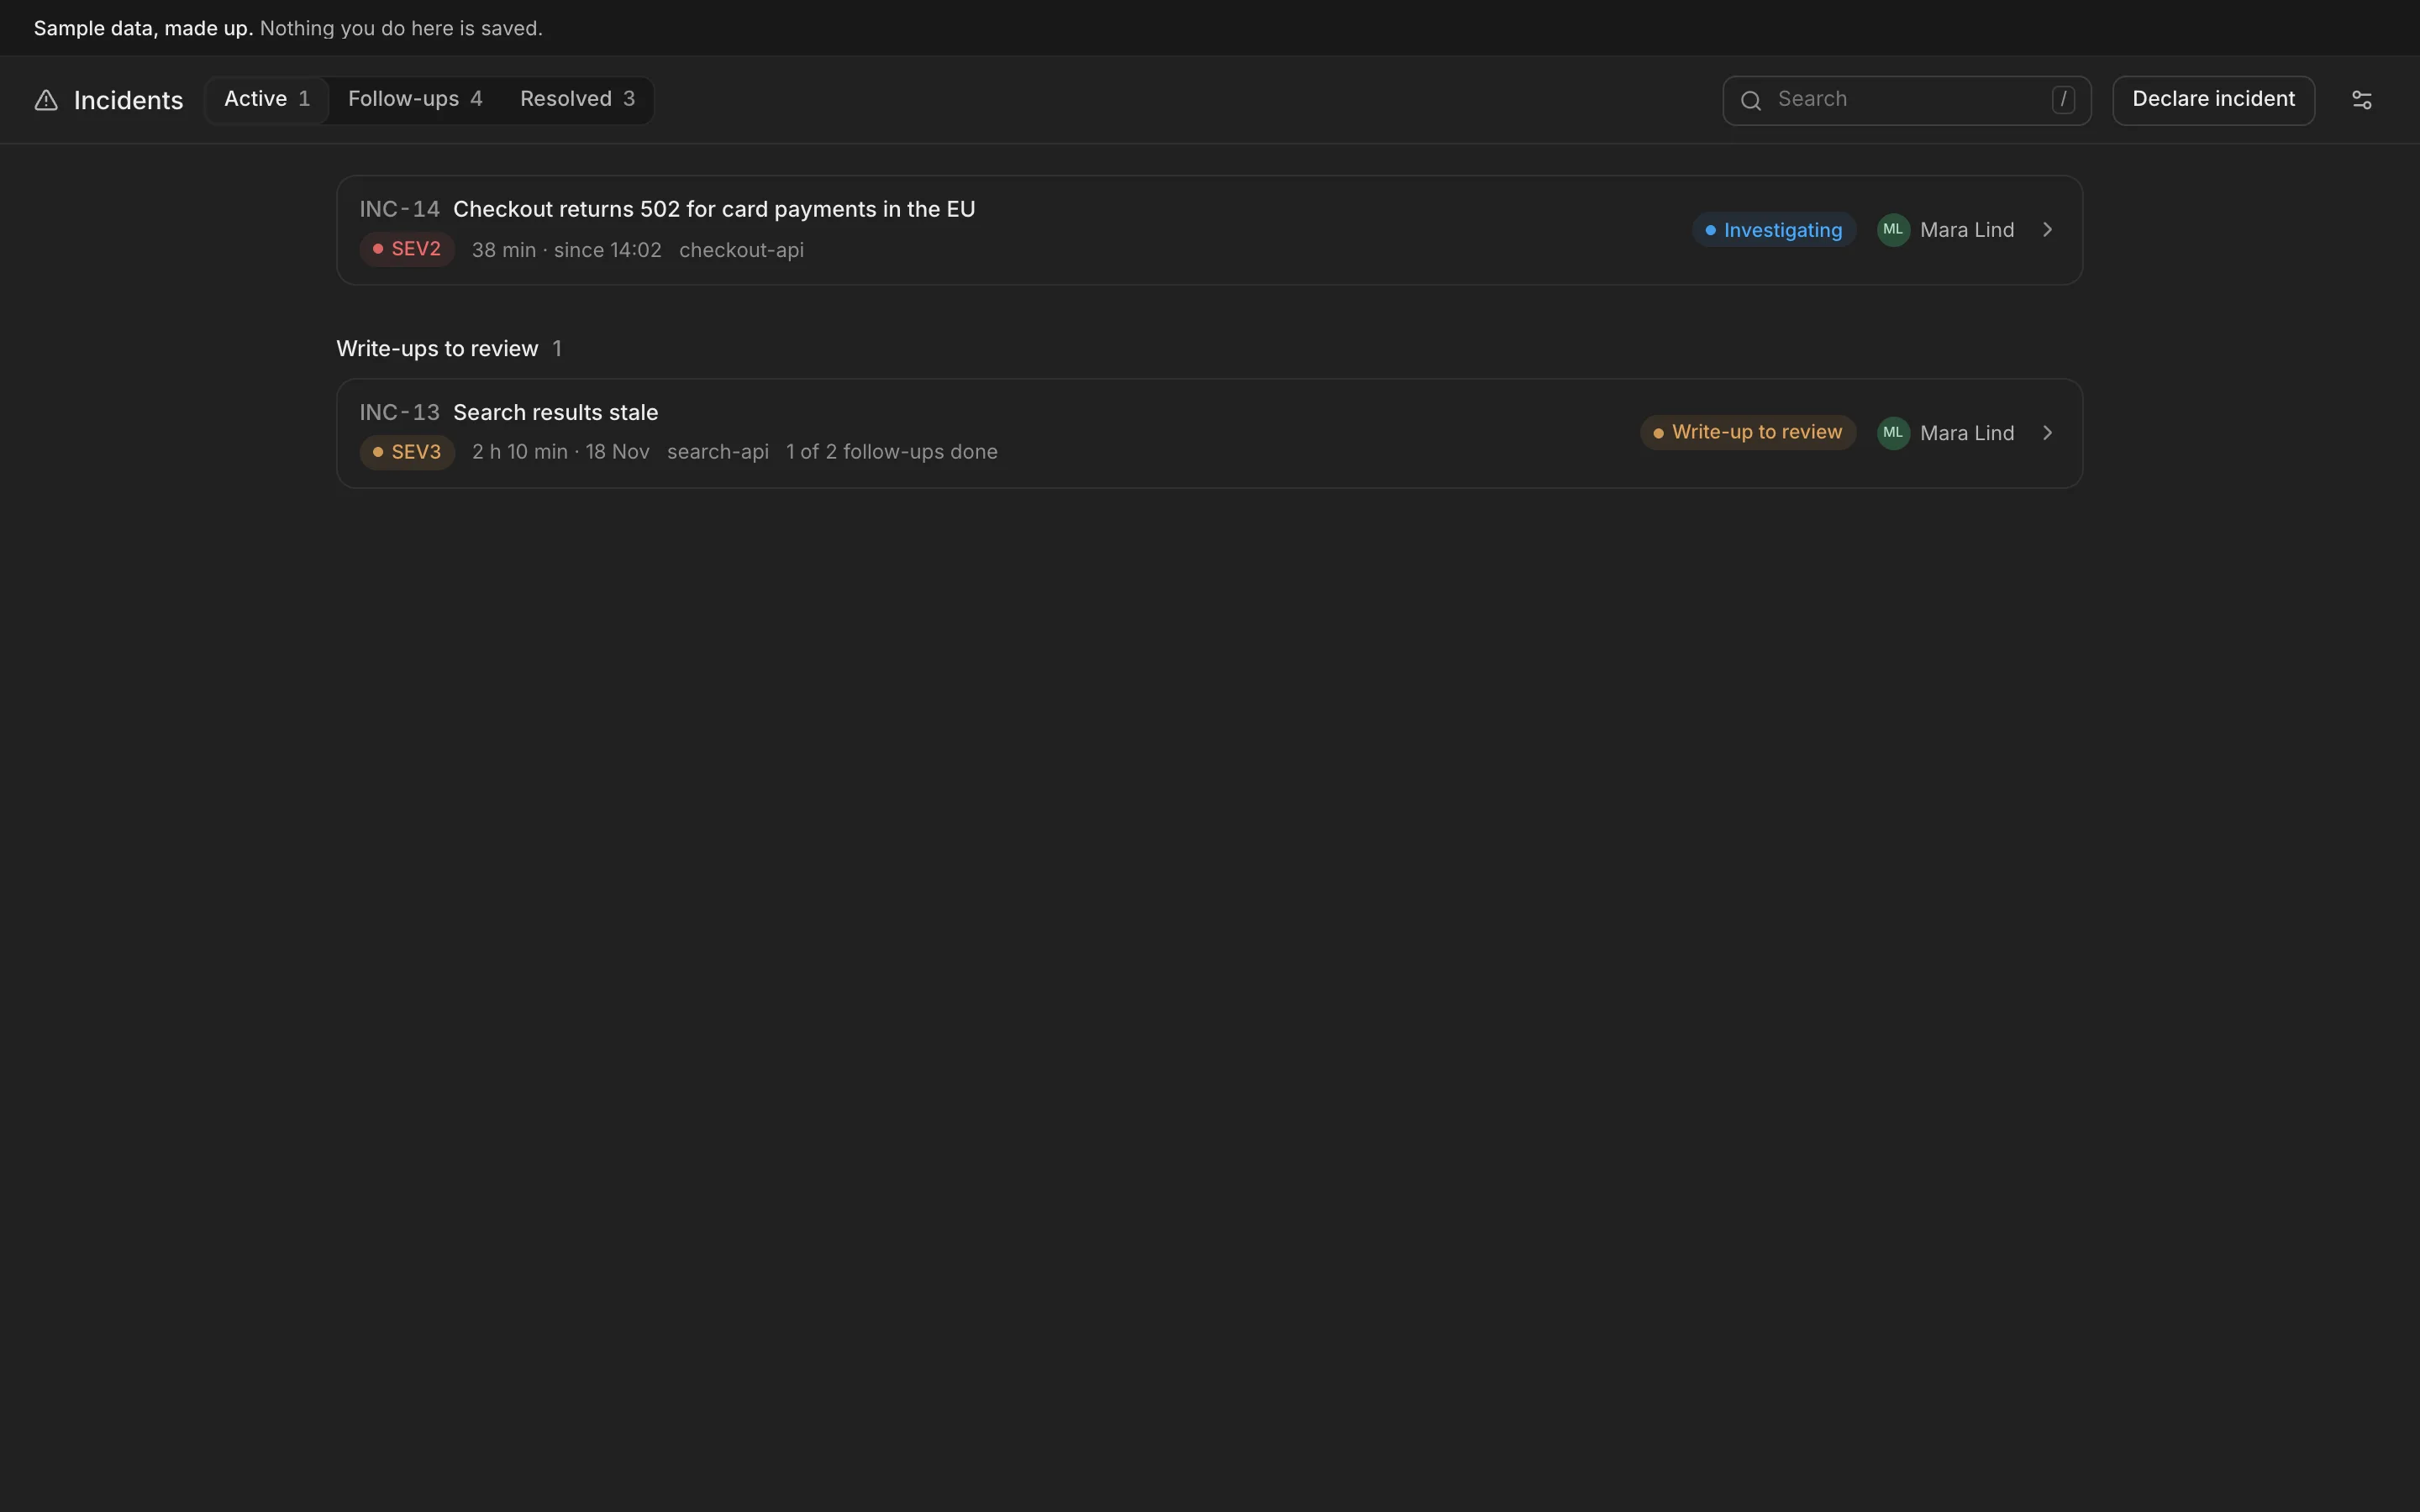 Sample data, made up. Nothing you do here is saved.
Incidents Active 1 Follow-ups 4 Resolved 3 Search / Declare incident
INC-14 Checkout returns 502 for card payments in the EU
SEV2 38 min · since 14:02 checkout-api
Investigating ML Mara Lind
Write-ups to review 1
INC-13 Search results stale
SEV3 2 h 10 min · 18 Nov search-api 1 of 2 follow-ups done
Write-up to review ML Mara Lind